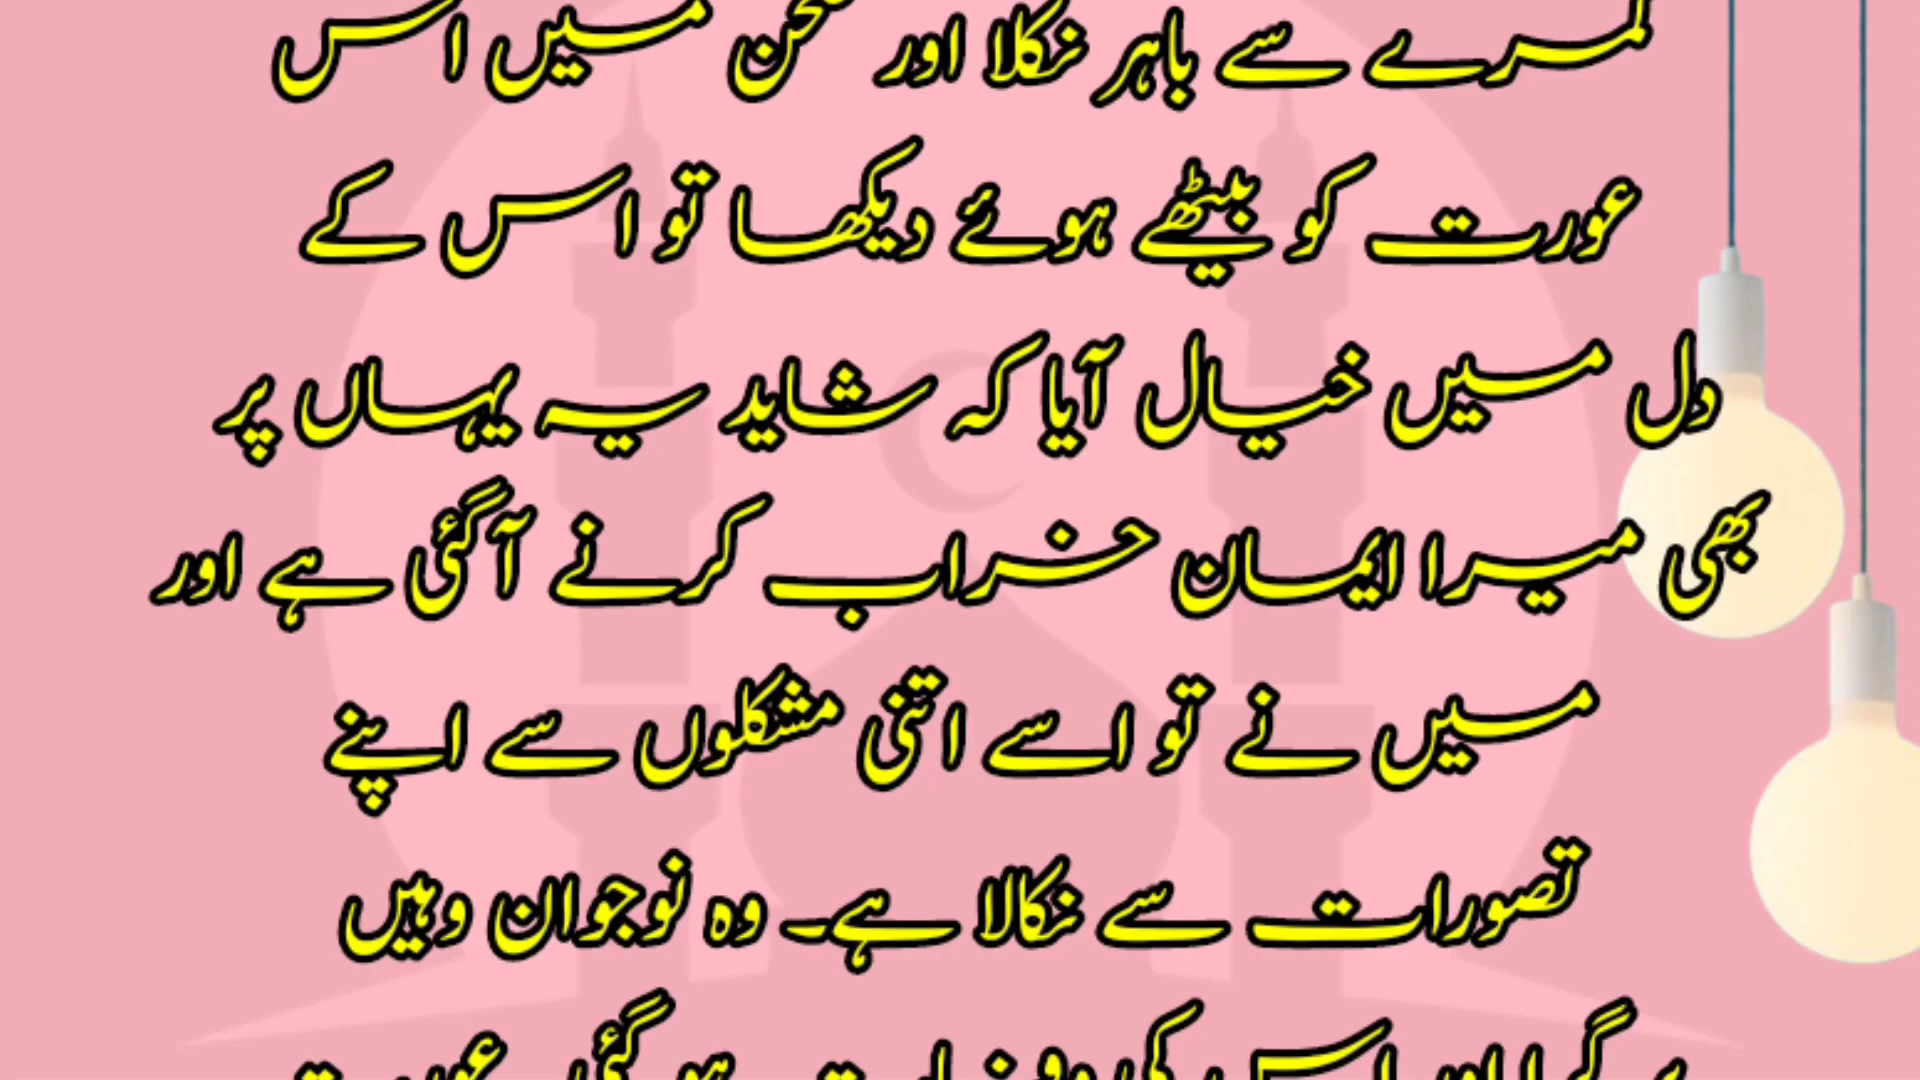 کمرے سے باہر نکلا اور صحن میں اس
عورت کو بیٹھے ہوئے دیکھا تو اس کے
دل میں خیال آیا کہ شاید یہ یہاں پر
بھی میرا ایمان خراب کرنے آگئی ہے اور
میں نے تو اسے اتنی مشکلوں سے اپنے
تصورات سے نکالا ہے۔ وہ نوجوان وہیں